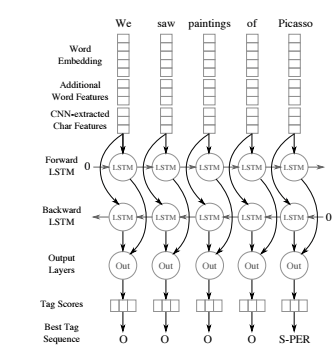 We saw paintings of Picasso
Word
Embedding
Additional
Word Features
CNN-extracted
Char Features
Forward
LSTM
0 LSTM LSTM LSTM LSTM LSTM
Backward
LSTM
LSTM LSTM LSTM LSTM LSTM 0
Output
Layers
Out Out Out Out Out
Tag Scores
Best Tag
Sequence
O O O O S-PER